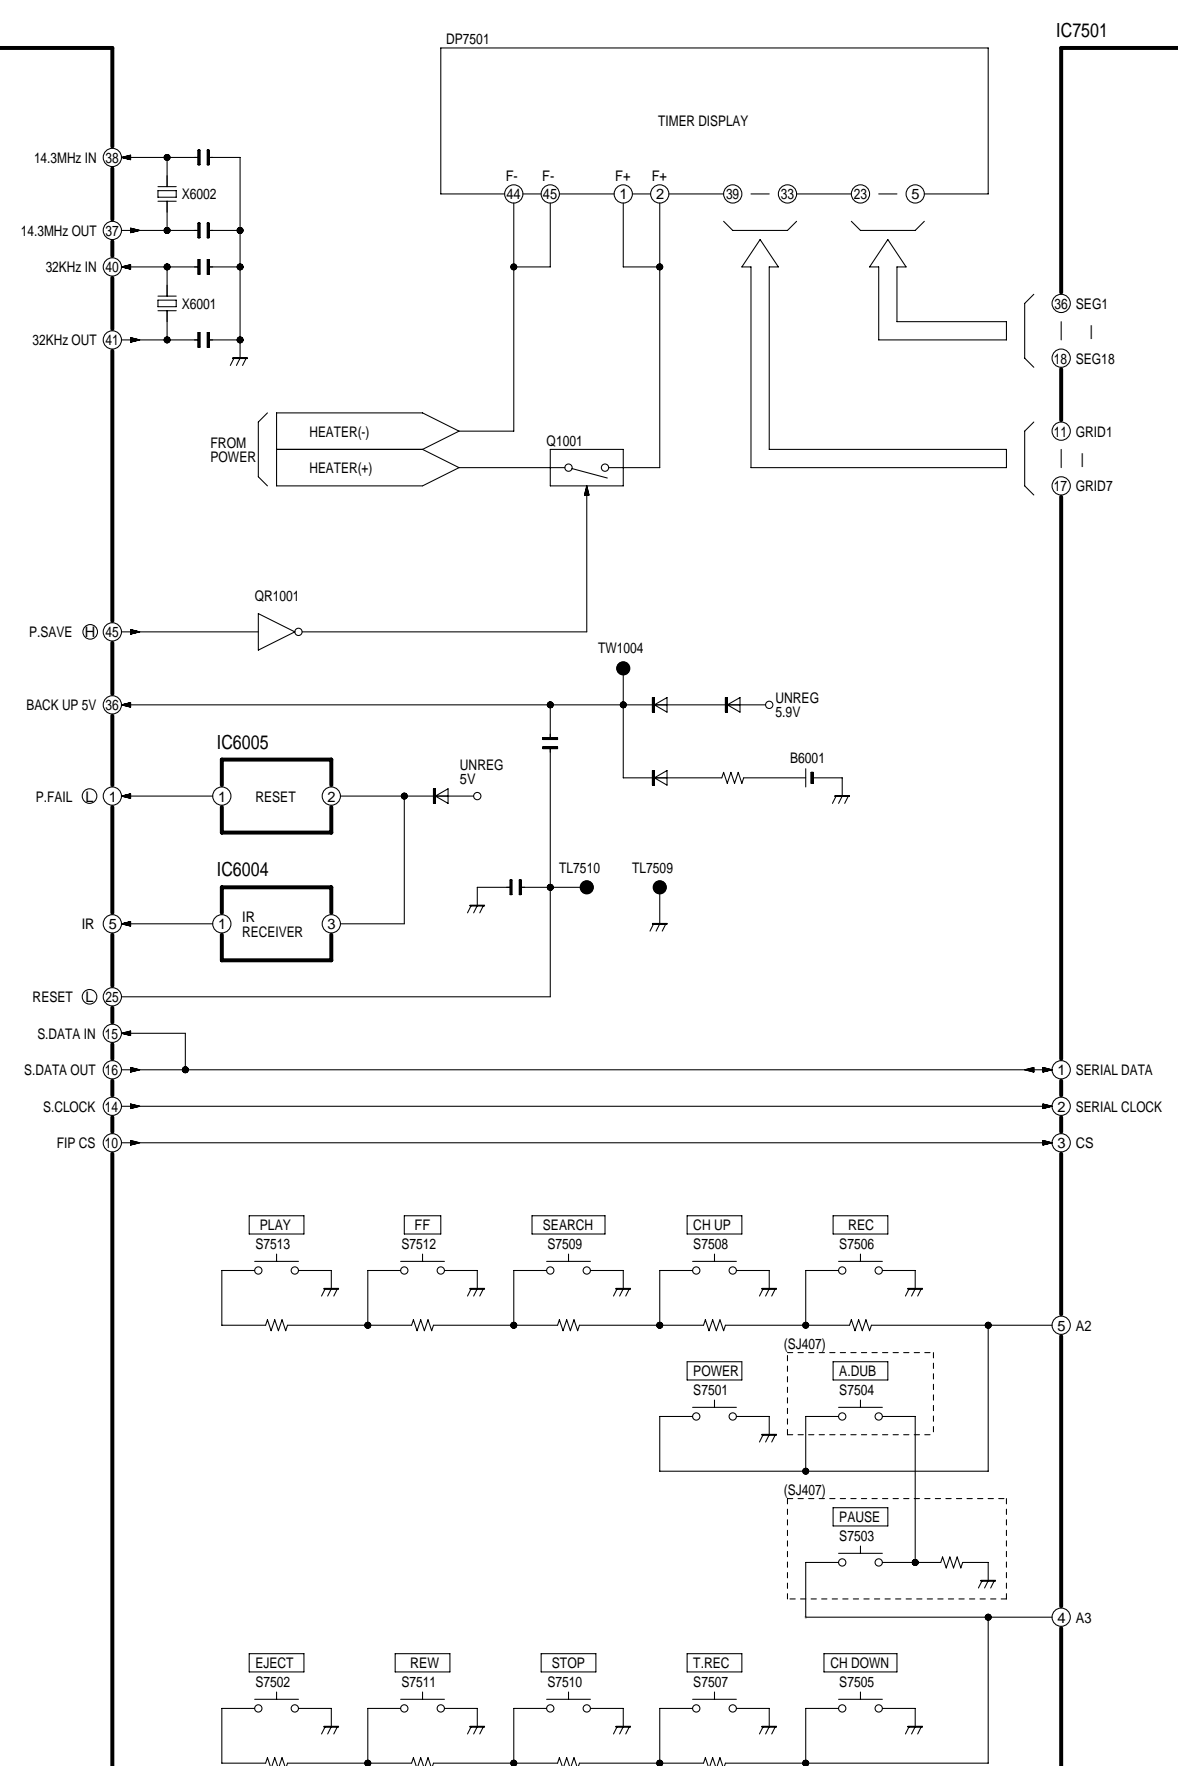 IC7501
DP7501
TIMER DISPLAY
F- F- F+ F+
44 45 1 2 39 33 23 5
14.3MHz IN 38
X6002
14.3MHz OUT 37
32KHz IN 40
X6001
32KHz OUT 41
36 SEG1
18 SEG18
11 GRID1
17 GRID7
FROM
POWER
HEATER(-)
HEATER(+)
Q1001
QR1001
P.SAVE H 45
TW1004
BACK UP 5V 36
UNREG
5.9V
IC6005
UNREG
5V
B6001
P.FAIL L 1
1 RESET 2
IC6004
TL7510 TL7509
IR 5
1 IR
RECEIVER 3
RESET L 25
S.DATA IN 15
S.DATA OUT 16
1 SERIAL DATA
S.CLOCK 14
2 SERIAL CLOCK
FIP CS 10
3 CS
PLAY FF SEARCH CH UP REC
S7513 S7512 S7509 S7508 S7506
5 A2
(SJ407)
POWER A.DUB
S7501 S7504
(SJ407)
PAUSE
S7503
4 A3
EJECT REW STOP T.REC CH DOWN
S7502 S7511 S7510 S7507 S7505